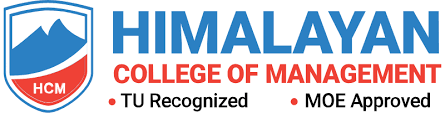 HCM
HIMALAYAN
COLLEGE OF MANAGEMENT
• TU Recognized • MOE Approved